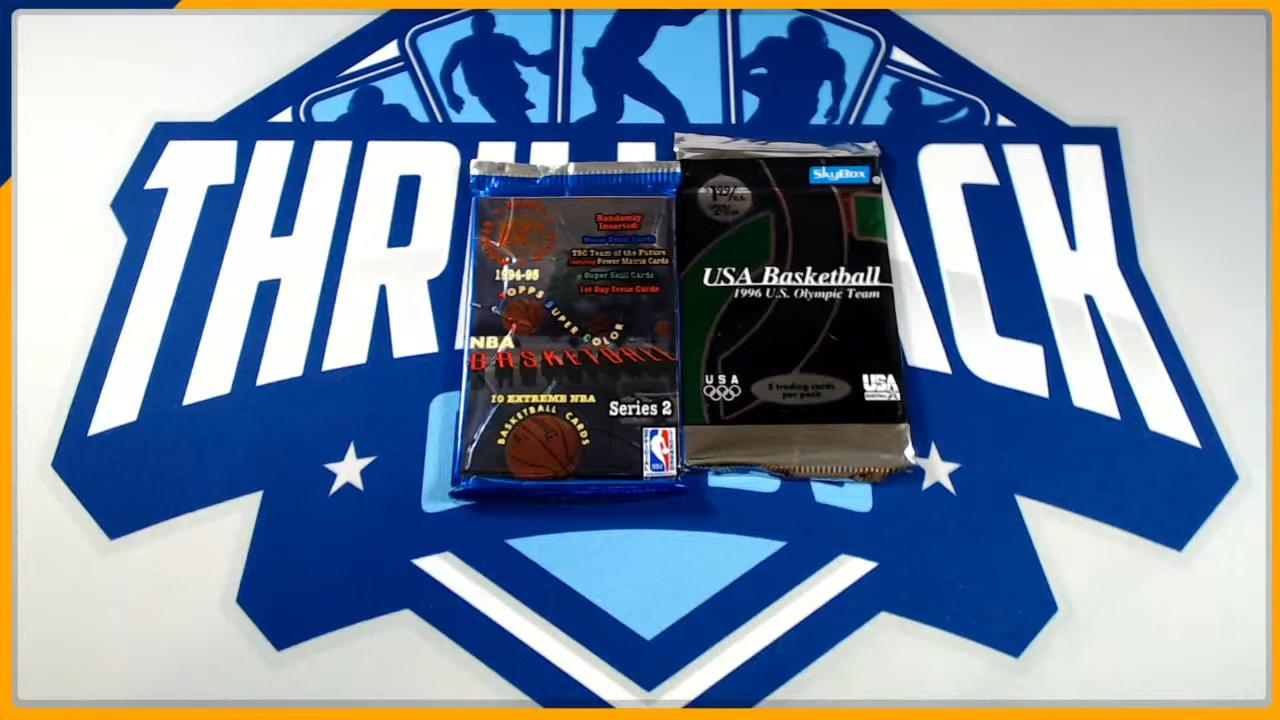 THR
ACK
1994-95
TOPPS SUPER COLOR
NBA
BASKETBALL
10 EXTREME NBA
BASKETBALL CARDS
Series 2
Randomly
Inserted:
TSC Team of the Future
Power Matrix Cards
Super Skill Cards
1st Day Issue Cards
NBA
SkyBox
USA Basketball
1996 U.S. Olympic Team
USA
5 trading cards
per pack
USA
BASKETBALL